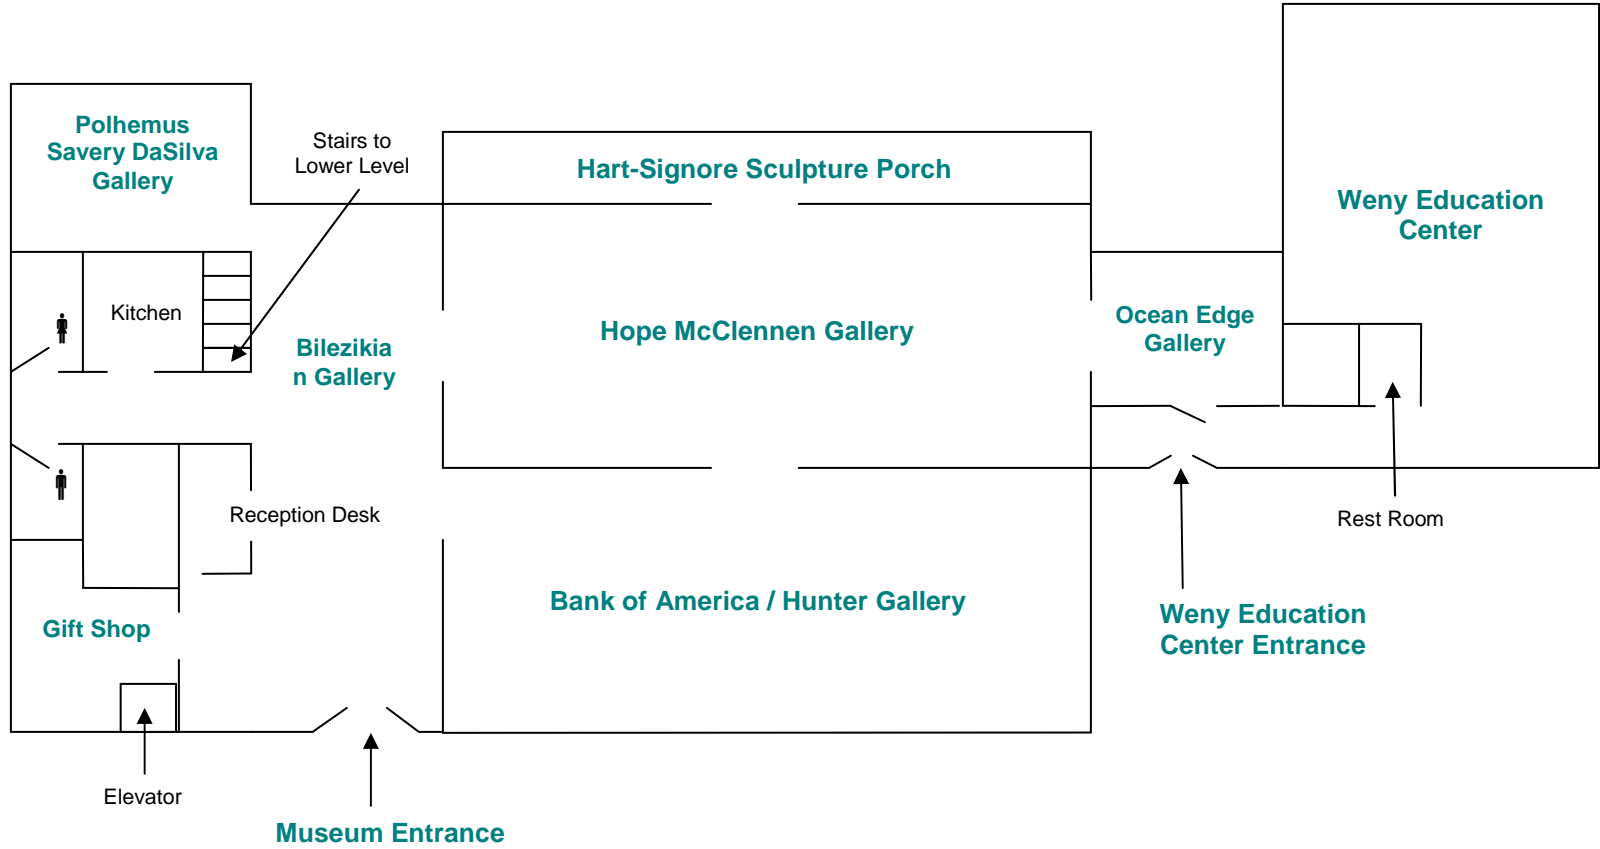 Polhemus
Savery DaSilva
Gallery
Stairs to
Lower Level
Hart-Signore Sculpture Porch
Weny Education
Center
Kitchen
Bilezikia
n Gallery
Hope McClennen Gallery
Ocean Edge
Gallery
Reception Desk
Rest Room
Gift Shop
Bank of America / Hunter Gallery
Weny Education
Center Entrance
Elevator
Museum Entrance